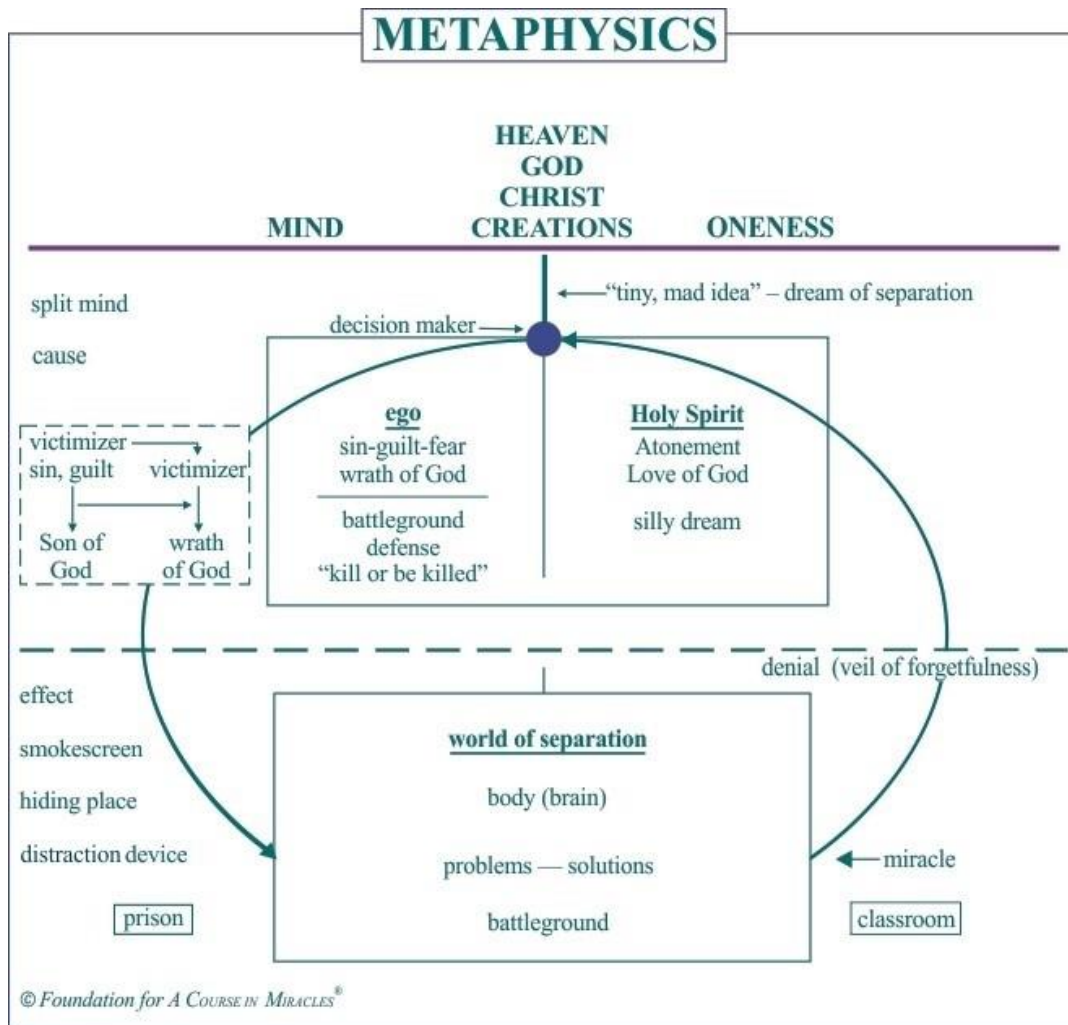 METAPHYSICS
HEAVEN
GOD
CHRIST
MIND CREATIONS ONENESS
split mind
“tiny, mad idea” – dream of separation
decision maker
cause
victimizer
sin, guilt victimizer
Son of God
wrath of God
ego
sin-guilt-fear
wrath of God
battleground
defense
“kill or be killed”
Holy Spirit
Atonement
Love of God
silly dream
denial (veil of forgetfulness)
effect
smokescreen
hiding place
distraction device
prison
world of separation
body (brain)
problems — solutions
battleground
miracle
classroom
© Foundation for A COURSE IN MIRACLES®